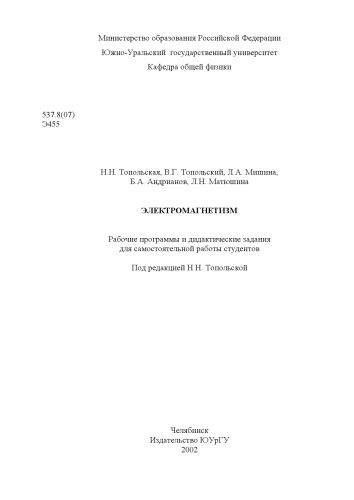 Министерство образования Российской Федерации
Южно-Уральский государственный университет
Кафедра общей физики
537.8(07)
Э455
Н.Н. Топольская, В.Г. Топольский, Л.А. Мишина,
Б.А. Андрианов, Л.Н. Матюшина
ЭЛЕКТРОМАГНЕТИЗМ
Рабочие программы и дидактические задания
для самостоятельной работы студентов
Под редакцией Н.Н. Топольской
Челябинск
Издательство ЮУрГУ
2002